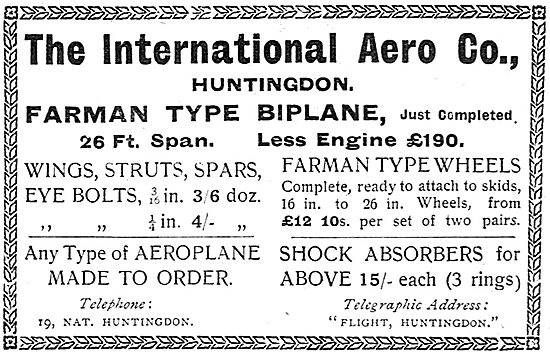 The International Aero Co.,
HUNTINGDON.
FARMAN TYPE BIPLANE, Just Completed.
26 Ft. Span. Less Engine £190.
WINGS, STRUTS, SPARS,
EYE BOLTS, 3/16 in. 3/6 doz.
,, „ 1/4 in. 4/- „
Any Type of AEROPLANE
MADE TO ORDER.
Telephone:
19, NAT. HUNTINGDON.
FARMAN TYPE WHEELS
Complete, ready to attach to skids,
16 in. to 26 in. Wheels, from
£12 10s. per set of two pairs.
SHOCK ABSORBERS for
ABOVE 15/- each (3 rings)
Telegraphic Address:
"FLIGHT, HUNTINGDON."